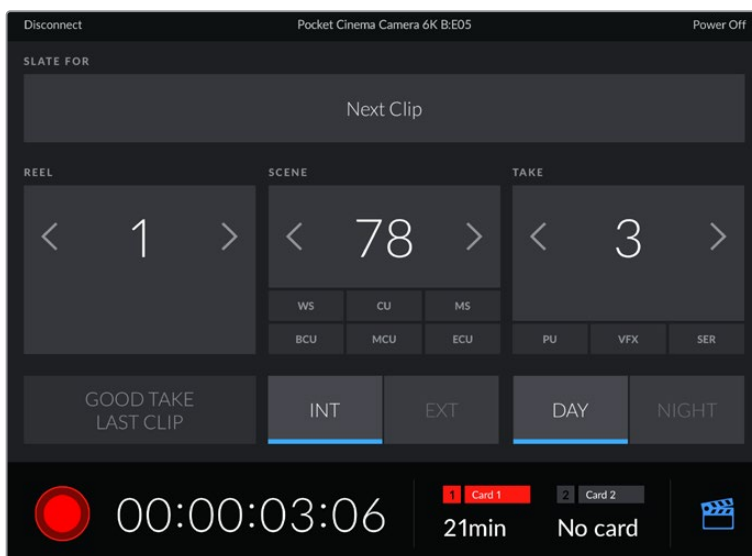 Disconnect Pocket Cinema Camera 6K B:E05 Power Off
SLATE FOR
Next Clip
REEL SCENE TAKE
1 78 3
WS CU MS
BCU MCU ECU PU VFX SER
GOOD TAKE
LAST CLIP
INT EXT DAY NIGHT
00:00:03:06
1 Card 1 2 Card 2
21min No card